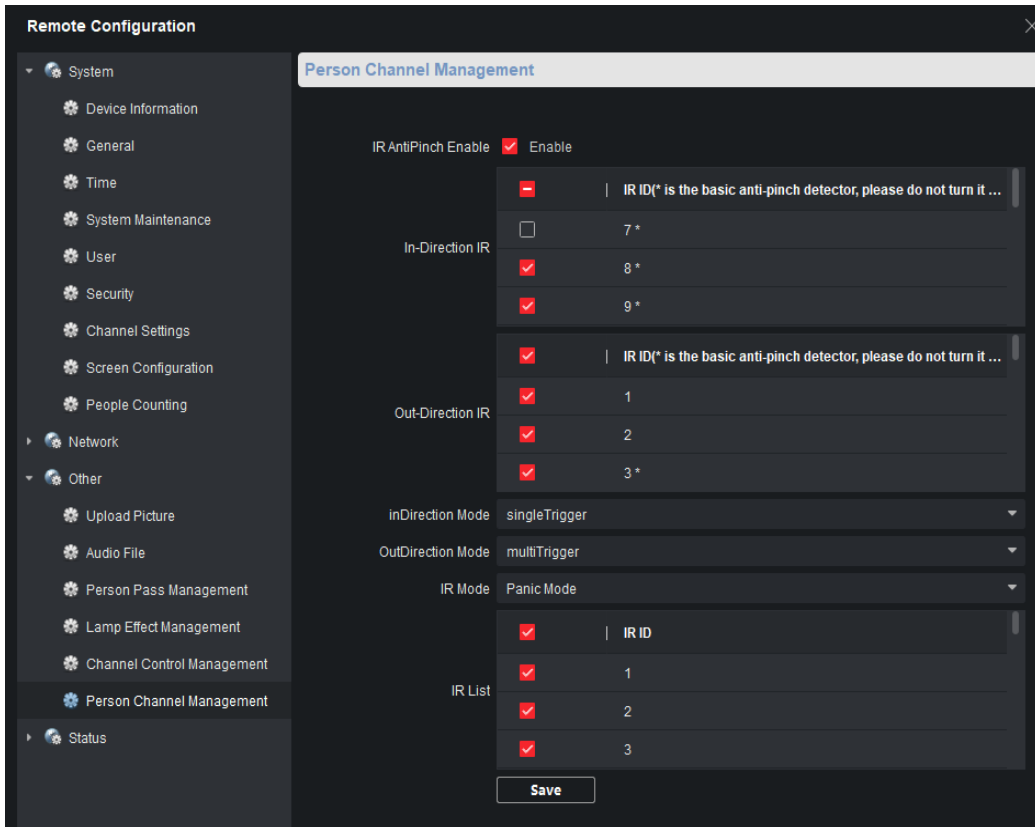 Remote Configuration
System
Device Information
General
Time
System Maintenance
User
Security
Channel Settings
Screen Configuration
People Counting
Network
Other
Upload Picture
Audio File
Person Pass Management
Lamp Effect Management
Channel Control Management
Person Channel Management
Status
Person Channel Management
IR AntiPinch Enable Enable
In-Direction IR
| IR ID(* is the basic anti-pinch detector, please do not turn it ...
7 *
8 *
9 *
Out-Direction IR
| IR ID(* is the basic anti-pinch detector, please do not turn it ...
1
2
3 *
inDirection Mode singleTrigger
OutDirection Mode multiTrigger
IR Mode Panic Mode
IR List
| IR ID
1
2
3
Save